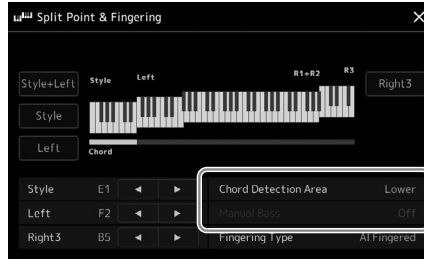 Split Point & Fingering
Style+Left
Style
Left
R1+R2
R3
Right3
Style
Left
Chord
Style E1 Chord Detection Area Lower
Left F2 Manual Bass Off
Right3 B5 Fingering Type AI Fingered